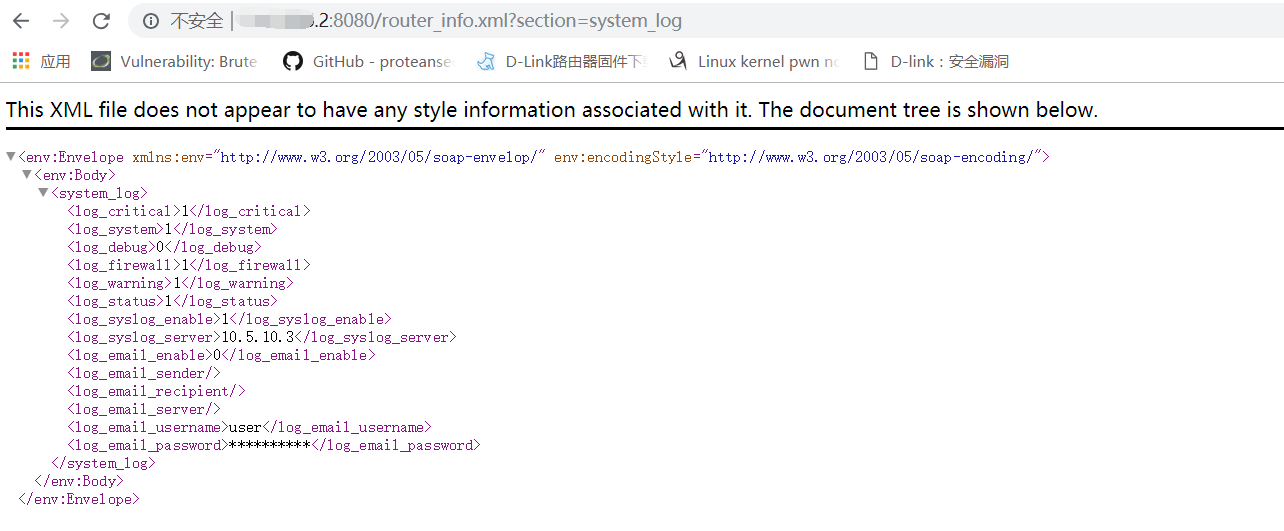 不安全 | .2:8080/router_info.xml?section=system_log
应用 Vulnerability: Brute GitHub - proteanse D-Link路由器固件下 Linux kernel pwn no D-link：安全漏洞
This XML file does not appear to have any style information associated with it. The document tree is shown below.
▼<env:Envelope xmlns:env="http://www.w3.org/2003/05/soap-envelop/" env:encodingStyle="http://www.w3.org/2003/05/soap-encoding/">
▼<env:Body>
▼<system_log>
<log_critical>1</log_critical>
<log_system>1</log_system>
<log_debug>0</log_debug>
<log_firewall>1</log_firewall>
<log_warning>1</log_warning>
<log_status>1</log_status>
<log_syslog_enable>1</log_syslog_enable>
<log_syslog_server>10.5.10.3</log_syslog_server>
<log_email_enable>0</log_email_enable>
<log_email_sender/>
<log_email_recipient/>
<log_email_server/>
<log_email_username>user</log_email_username>
<log_email_password>**********</log_email_password>
</system_log>
</env:Body>
</env:Envelope>